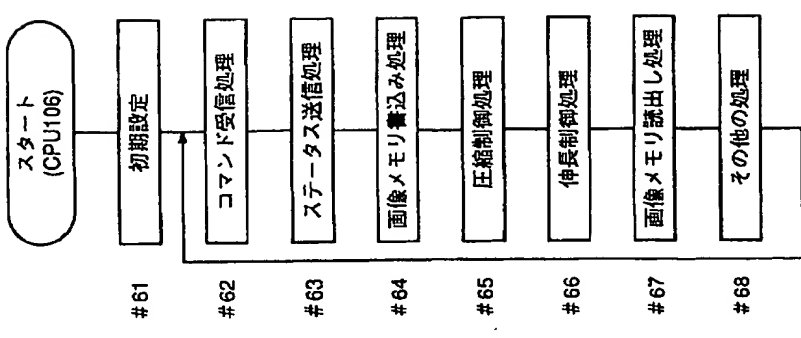 スタート
(CPU106)
#61
初期設定
#62
コマンド受信処理
#63
ステータス送信処理
#64
画像メモリ書込み処理
#65
圧縮制御処理
#66
伸長制御処理
#67
画像メモリ読出し処理
#68
その他の処理